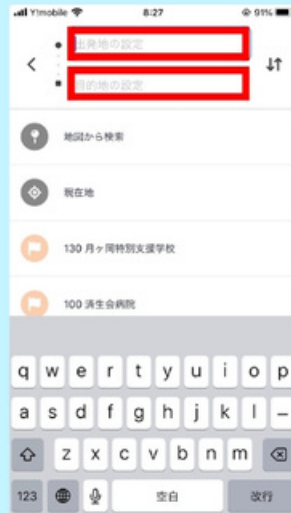 Y!mobile 8:27 91%
出発地の設定
目的地の設定
地図から検索
現在地
130 月ヶ岡特別支援学校
100 済生会病院
q w e r t y u i o p
a s d f g h j k l –
z x c v b n m
123 空白 改行